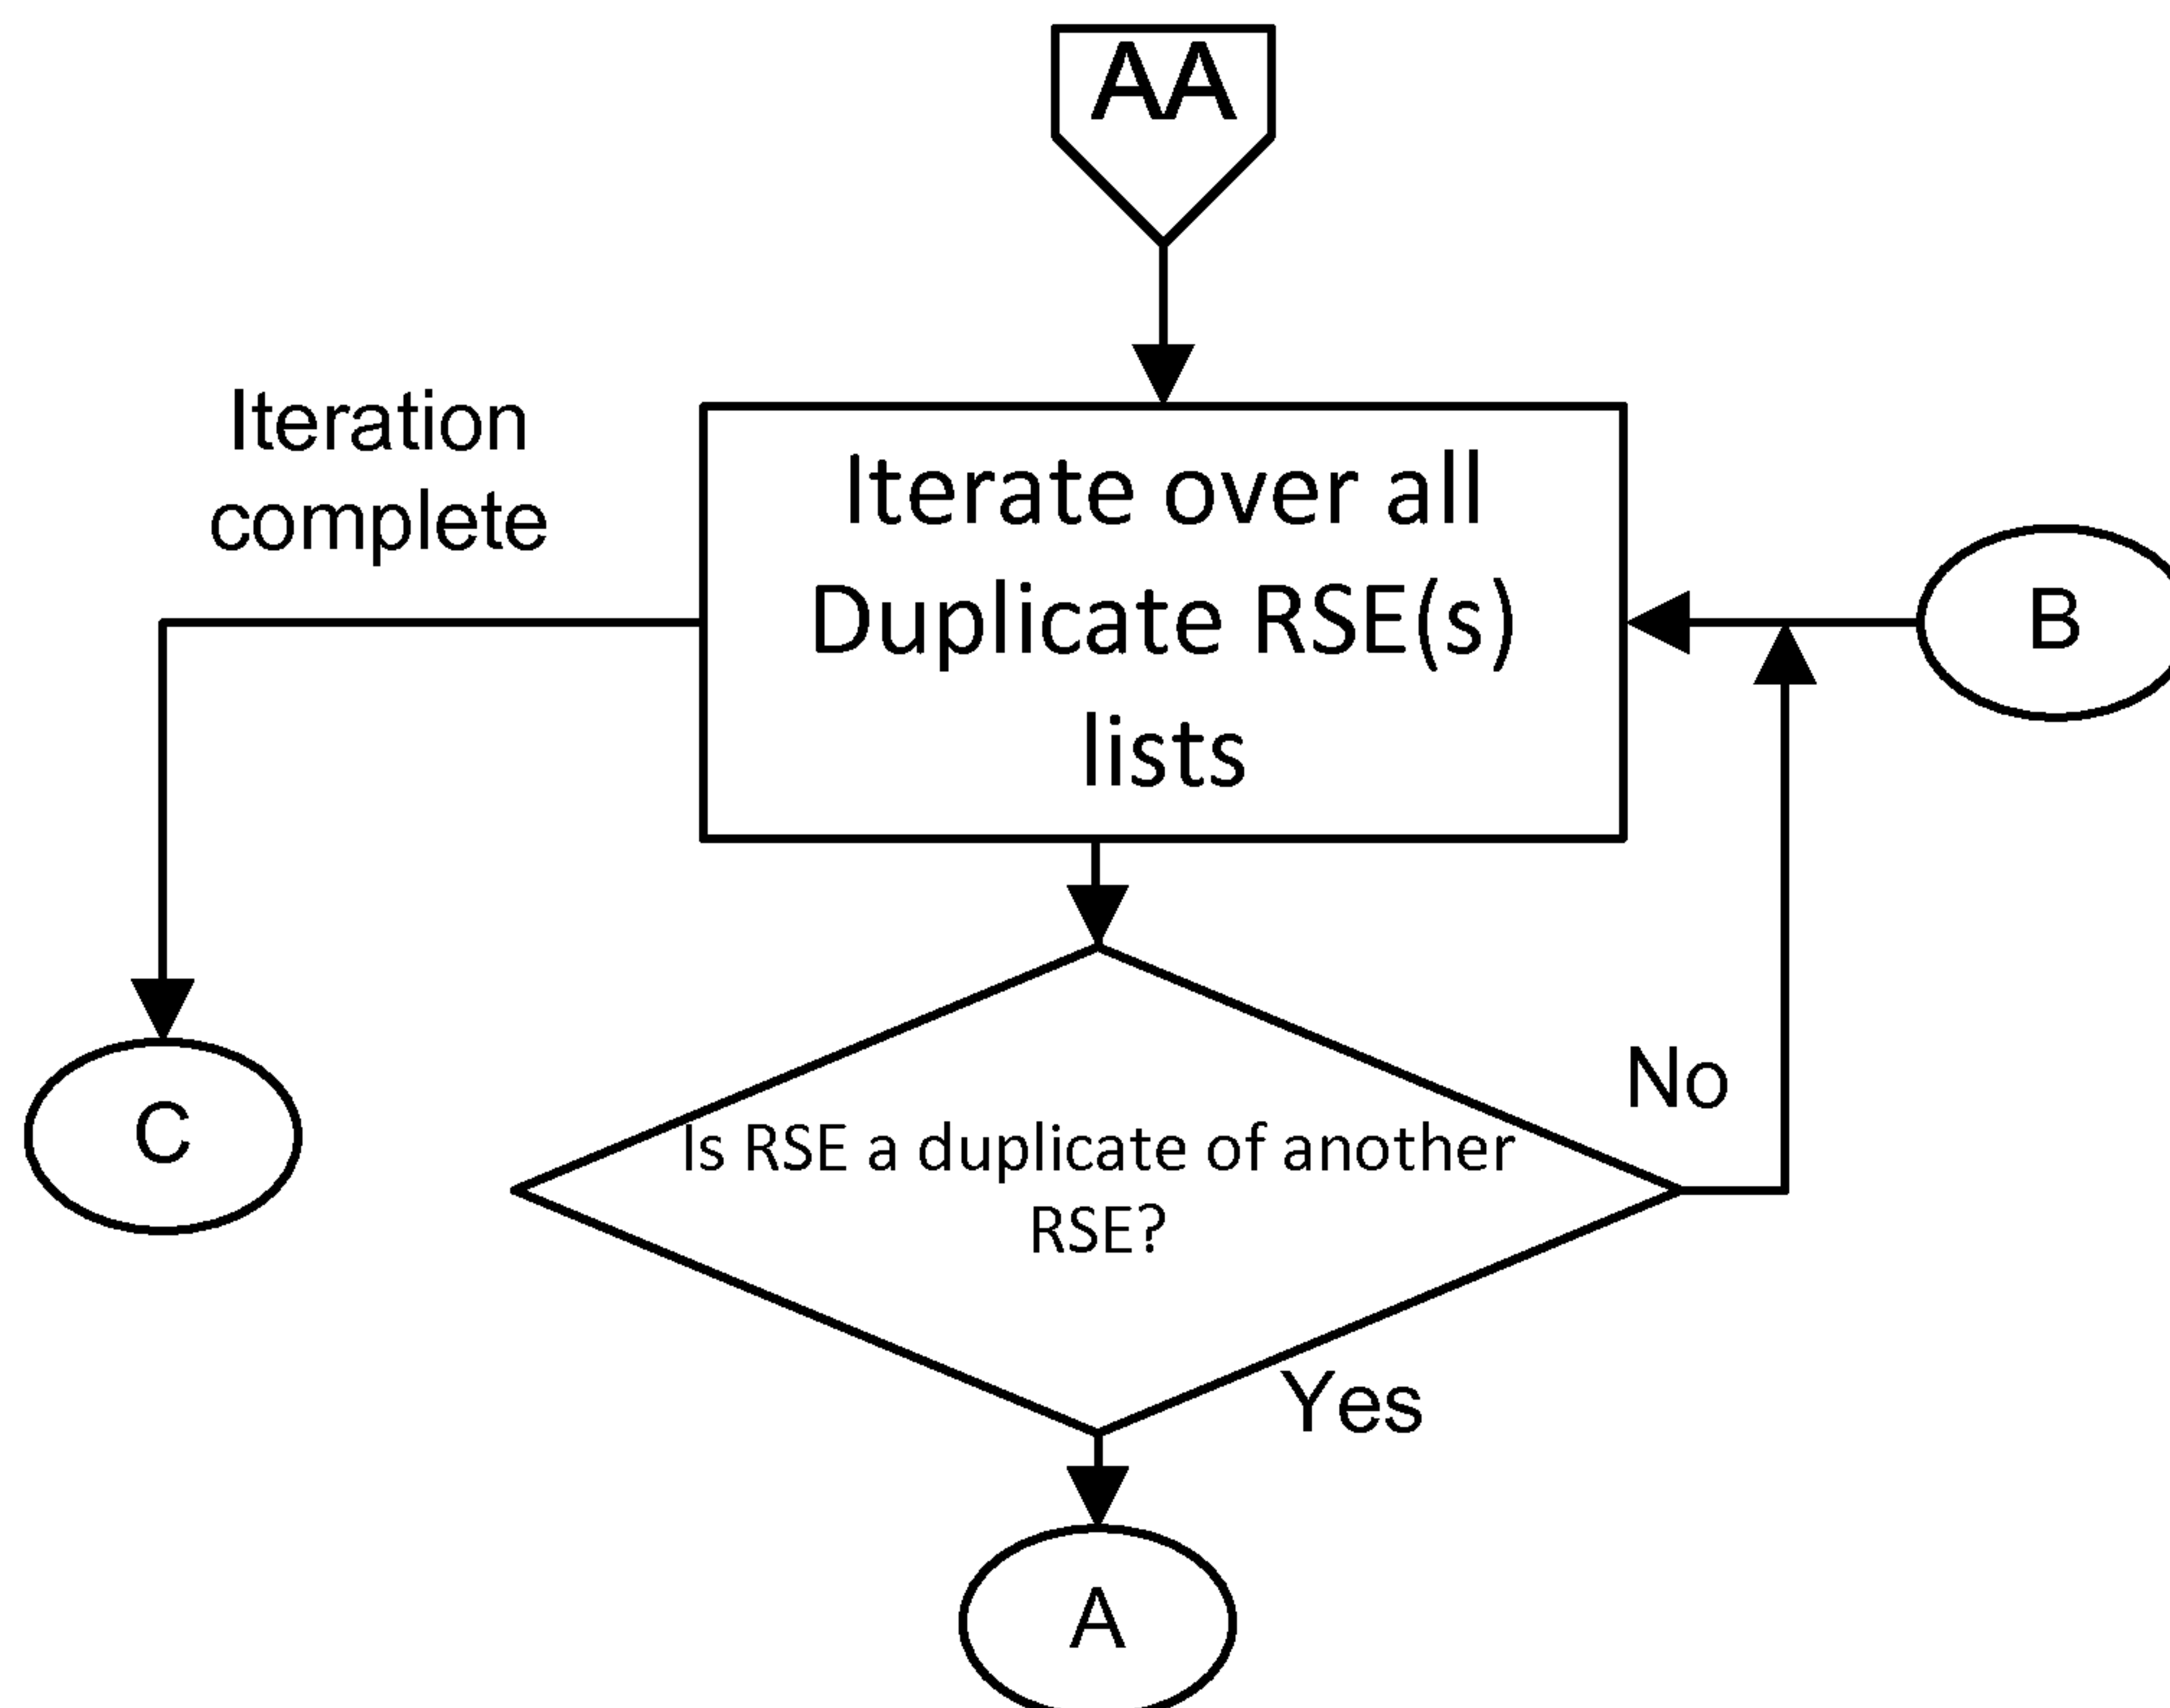 AA
Iteration
complete
Iterate over all
Duplicate RSE(s)
lists
B
No
C
Is RSE a duplicate of another
RSE?
Yes
A